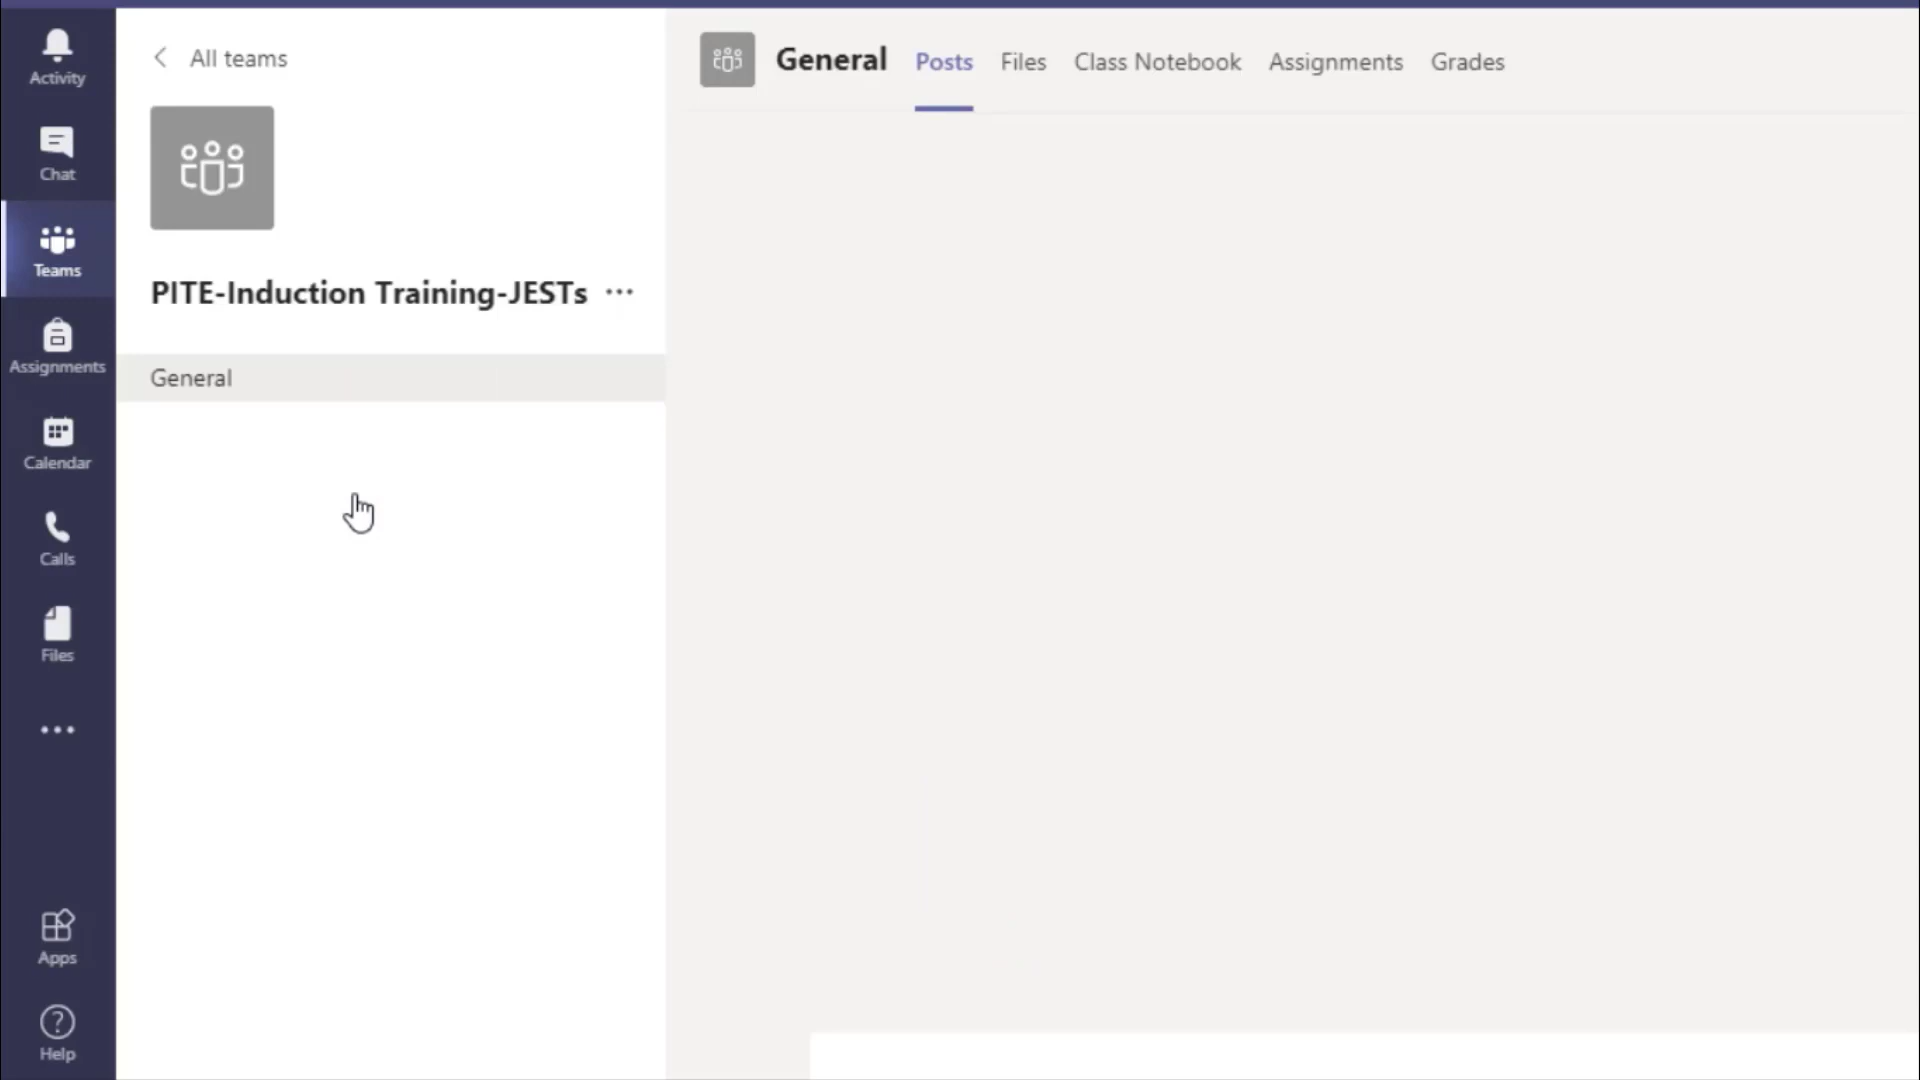 Activity
Chat
Teams
Assignments
Calendar
Calls
Files
Apps
Help
All teams
PITE-Induction Training-JESTs ...
General
General Posts Files Class Notebook Assignments Grades